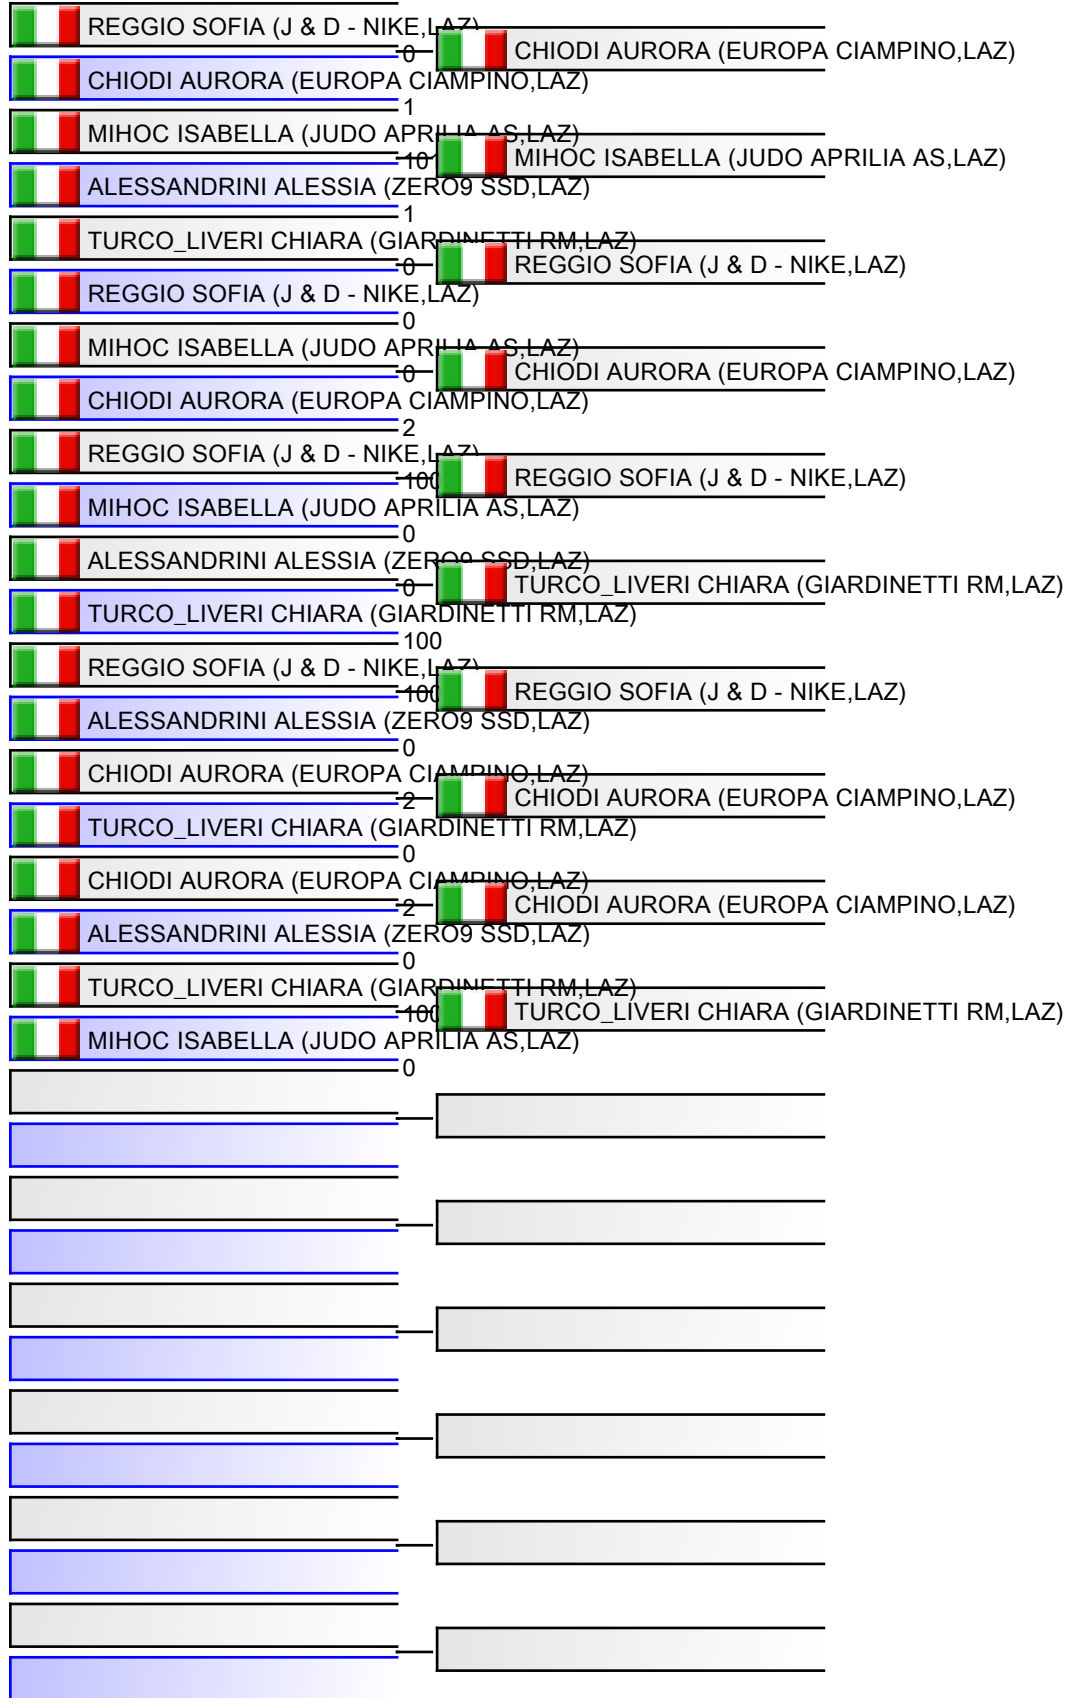 REGGIO SOFIA (J & D - NIKE,LAZ)
0
CHIODI AURORA (EUROPA CIAMPINO,LAZ)
CHIODI AURORA (EUROPA CIAMPINO,LAZ)
1
MIHOC ISABELLA (JUDO APRILIA AS,LAZ)
MIHOC ISABELLA (JUDO APRILIA AS,LAZ)
ALESSANDRINI ALESSIA (ZERO9 SSD,LAZ)
1
TURCO_LIVERI CHIARA (GIARDINETTI RM,LAZ)
0
REGGIO SOFIA (J & D - NIKE,LAZ)
REGGIO SOFIA (J & D - NIKE,LAZ)
0
MIHOC ISABELLA (JUDO APRILIA AS,LAZ)
0
CHIODI AURORA (EUROPA CIAMPINO,LAZ)
CHIODI AURORA (EUROPA CIAMPINO,LAZ)
2
REGGIO SOFIA (J & D - NIKE,LAZ)
100
REGGIO SOFIA (J & D - NIKE,LAZ)
MIHOC ISABELLA (JUDO APRILIA AS,LAZ)
0
ALESSANDRINI ALESSIA (ZERO9 SSD,LAZ)
0
TURCO_LIVERI CHIARA (GIARDINETTI RM,LAZ)
TURCO_LIVERI CHIARA (GIARDINETTI RM,LAZ)
100
REGGIO SOFIA (J & D - NIKE,LAZ)
100
REGGIO SOFIA (J & D - NIKE,LAZ)
ALESSANDRINI ALESSIA (ZERO9 SSD,LAZ)
0
CHIODI AURORA (EUROPA CIAMPINO,LAZ)
2
CHIODI AURORA (EUROPA CIAMPINO,LAZ)
TURCO_LIVERI CHIARA (GIARDINETTI RM,LAZ)
0
CHIODI AURORA (EUROPA CIAMPINO,LAZ)
2
CHIODI AURORA (EUROPA CIAMPINO,LAZ)
ALESSANDRINI ALESSIA (ZERO9 SSD,LAZ)
0
TURCO_LIVERI CHIARA (GIARDINETTI RM,LAZ)
100
TURCO_LIVERI CHIARA (GIARDINETTI RM,LAZ)
MIHOC ISABELLA (JUDO APRILIA AS,LAZ)
0